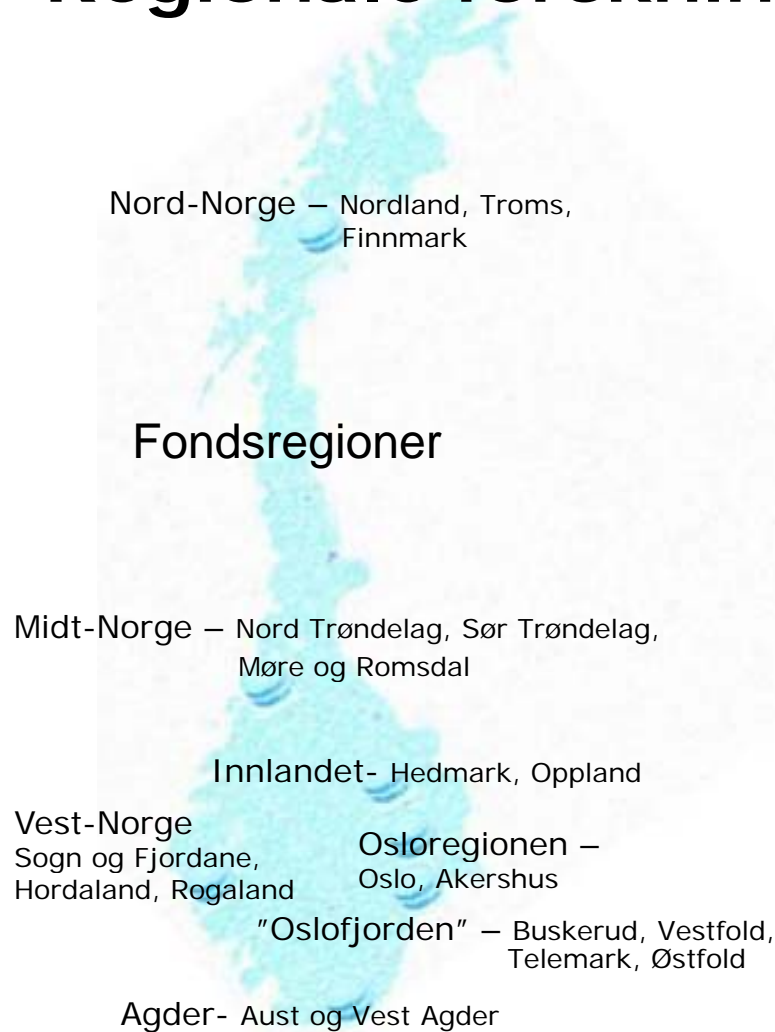 Regionale forsknin
Nord-Norge – Nordland, Troms,
Finnmark
Fondsregioner
Midt-Norge – Nord Trøndelag, Sør Trøndelag,
Møre og Romsdal
Innlandet- Hedmark, Oppland
Vest-Norge
Sogn og Fjordane,
Hordaland, Rogaland
Osloregionen –
Oslo, Akershus
"Oslofjorden" – Buskerud, Vestfold,
Telemark, Østfold
Agder- Aust og Vest Agder